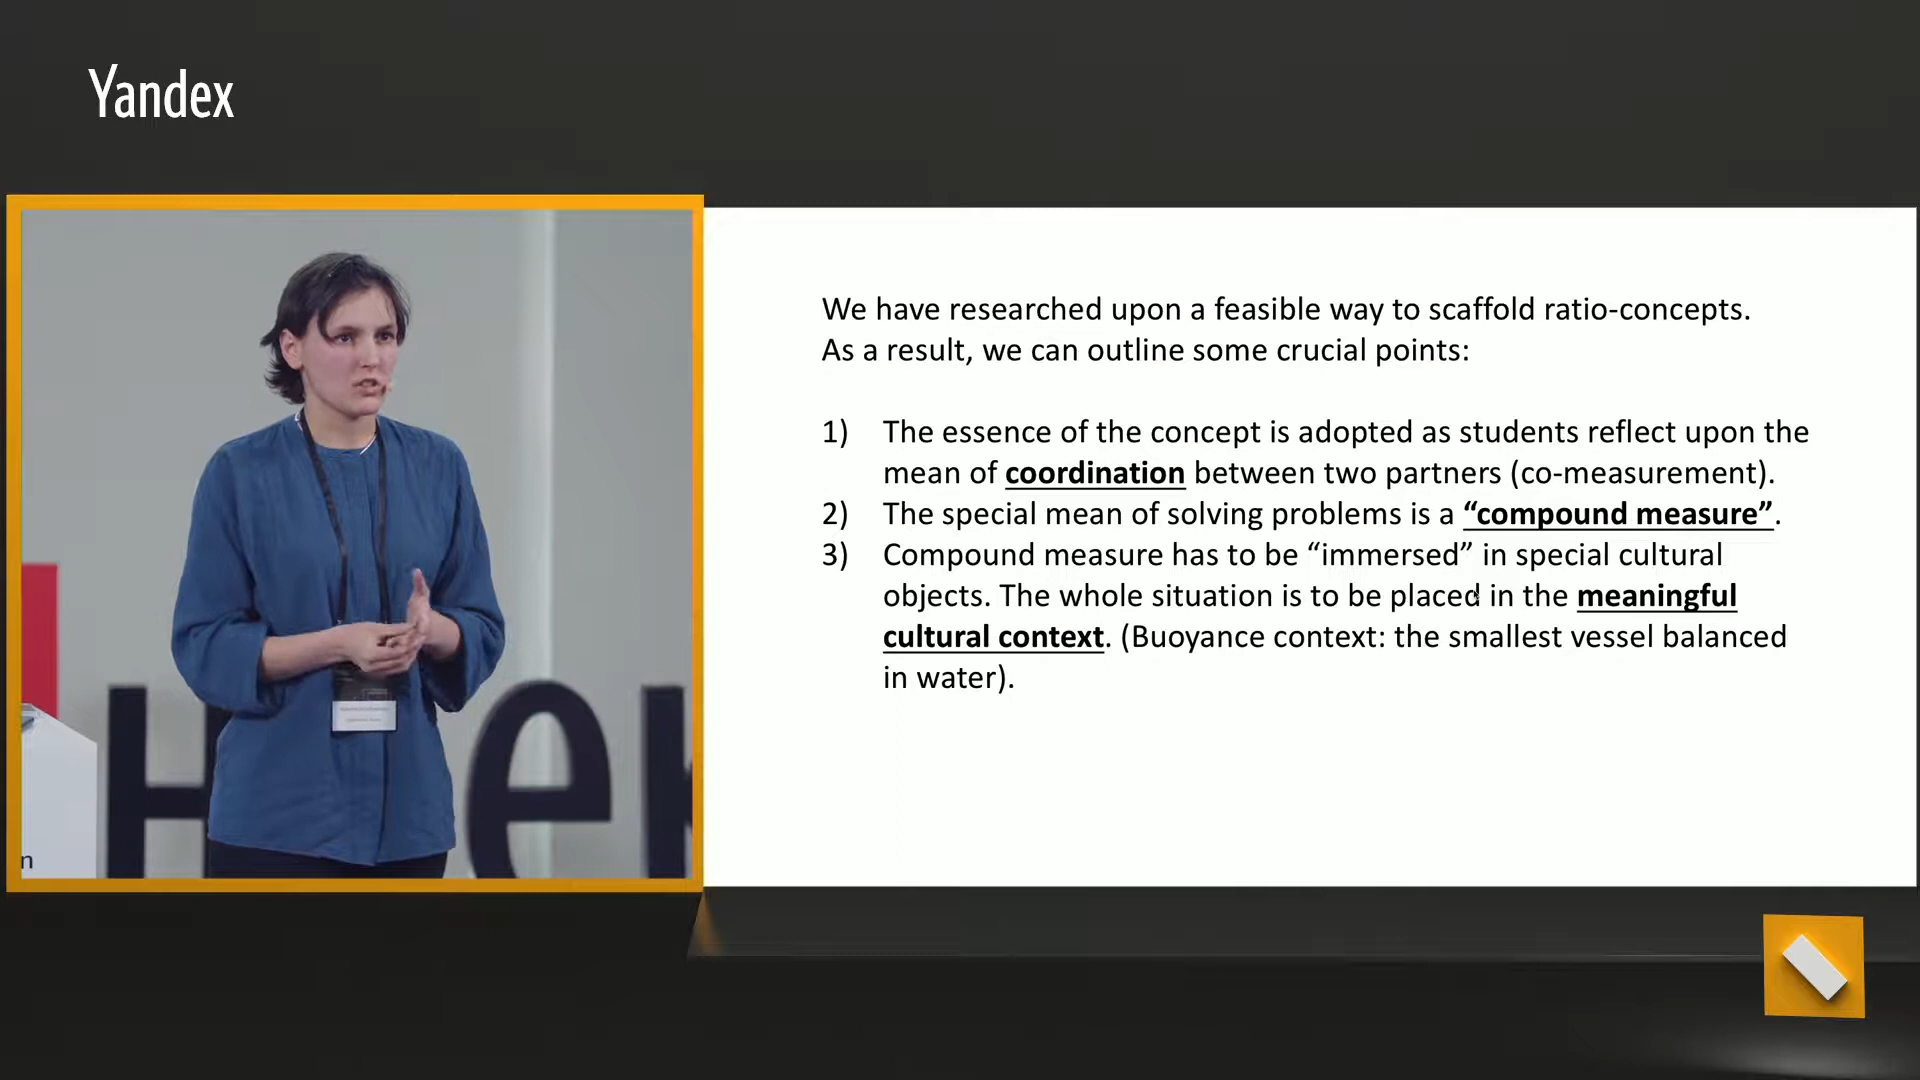 Yandex
We have researched upon a feasible way to scaffold ratio-concepts.
As a result, we can outline some crucial points:
1) The essence of the concept is adopted as students reflect upon the
mean of coordination between two partners (co-measurement).
2) The special mean of solving problems is a “compound measure”.
3) Compound measure has to be “immersed” in special cultural
objects. The whole situation is to be placed in the meaningful
cultural context. (Buoyance context: the smallest vessel balanced
in water).
n